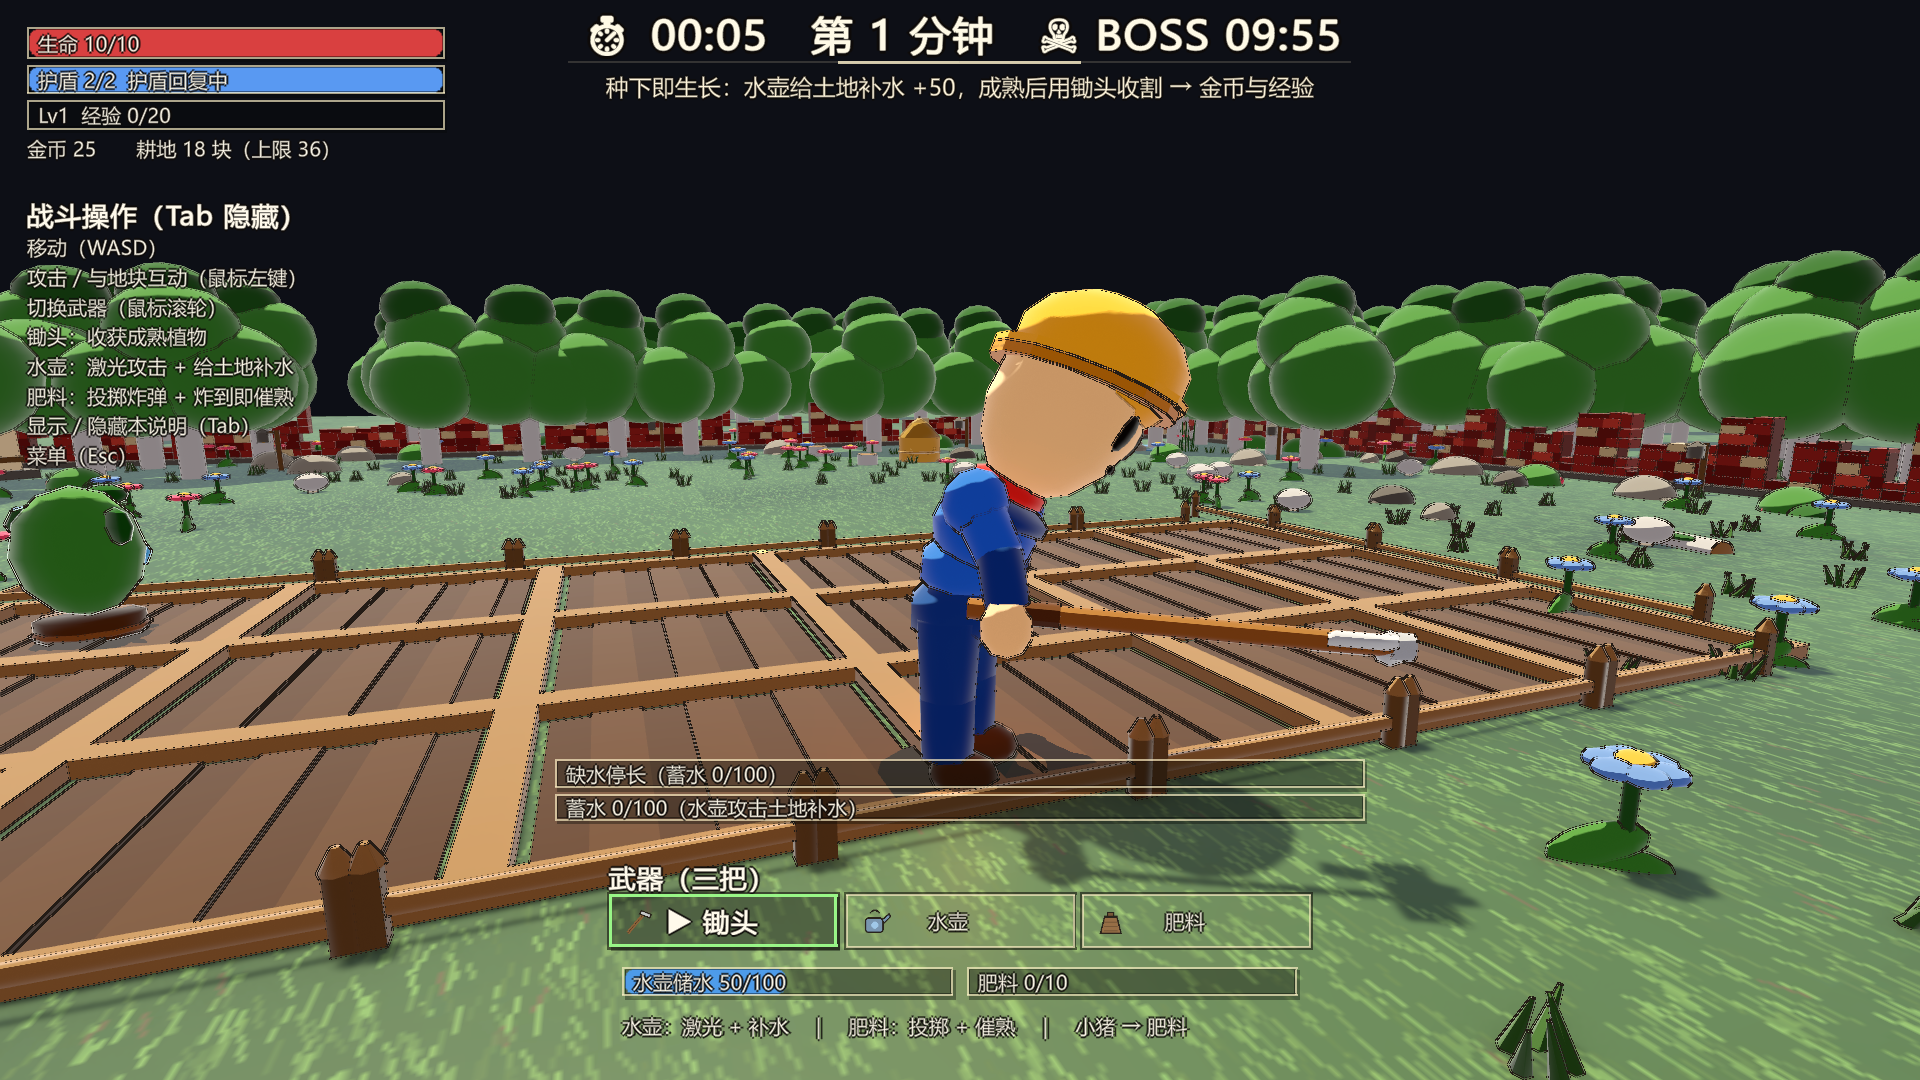 生命 10/10
护盾 2/2 护盾回复中
Lv1 经验 0/20
金币 25 耕地 18 块（上限 36）
00:05 第 1 分钟 BOSS 09:55
种下即生长：水壶给土地补水 +50，成熟后用锄头收割 → 金币与经验
战斗操作（Tab 隐藏）
移动（WASD）
攻击 / 与地块互动（鼠标左键）
切换武器（鼠标滚轮）
锄头：收获成熟植物
水壶：激光攻击 + 给土地补水
肥料：投掷炸弹 + 炸到即催熟
显示 / 隐藏本说明（Tab）
菜单（Esc）
缺水停长（蓄水 0/100）
蓄水 0/100（水壶攻击土地补水）
武器（三把）
▶ 锄头 水壶 肥料
水壶储水 50/100 肥料 0/10
水壶：激光 + 补水 | 肥料：投掷 + 催熟 | 小猪 → 肥料